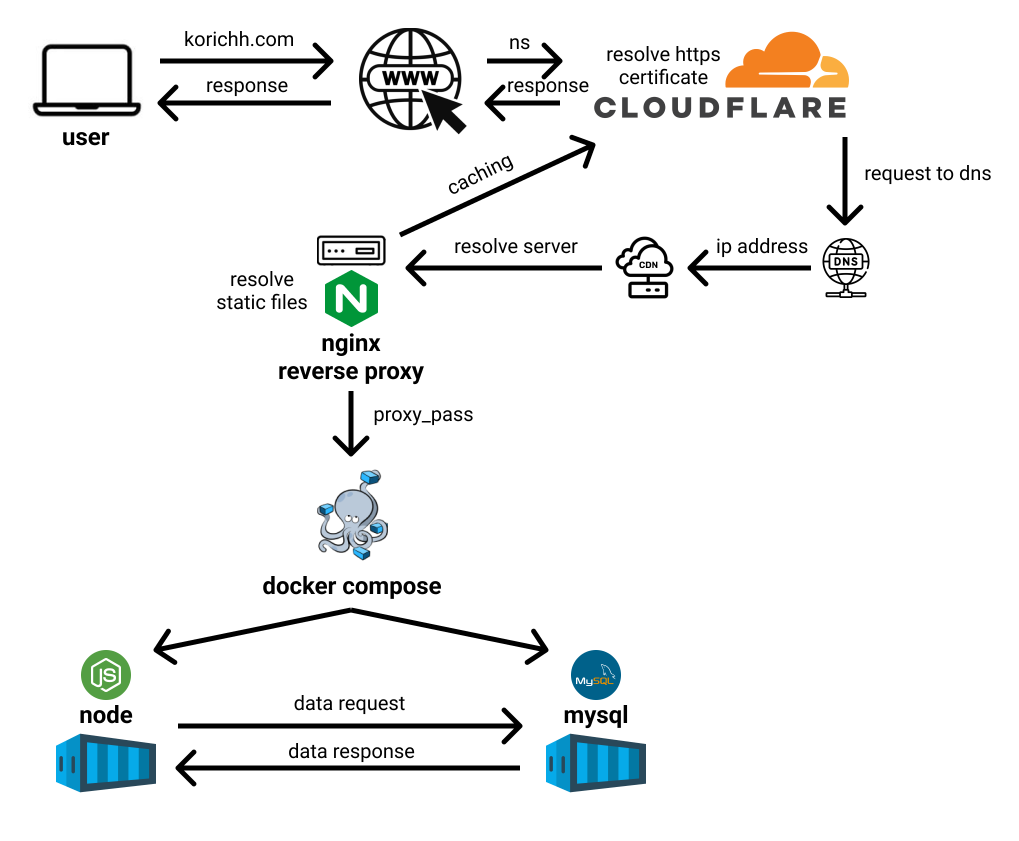 korichh.com
response
user
www
ns
response
resolve https
certificate
CLOUDFLARE
caching
request to dns
resolve server
ip address
CDN
DNS
resolve
static files
N
nginx
reverse proxy
proxy_pass
docker compose
JS
node
MySQL
mysql
data request
data response